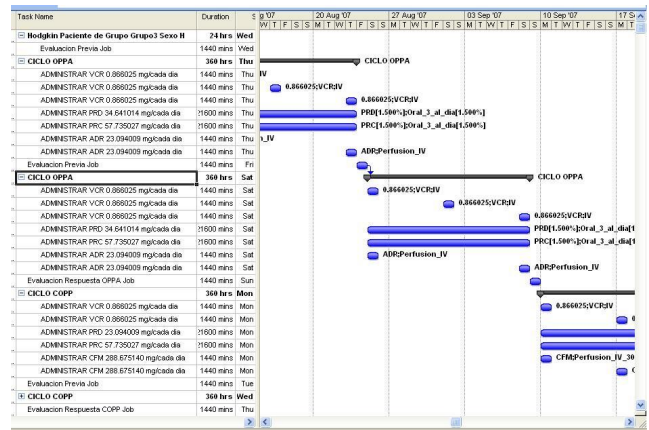 Task Name Duration S g '07 20 Aug '07 27 Aug '07 03 Sep '07 10 Sep '07 17 S
W T F S S M T W T F S S M T W T F S S M T W T F S S M T W T F S S M T
Hodgkin Paciente de Grupo Grupo3 Sexo H 24 hrs Wed
Evaluacion Previa Job 1440 mins Wed
CICLO OPPA 360 hrs Thu CICLO OPPA
ADMINISTRAR VCR 0.866025 mg/cada dia 1440 mins Thu IV
ADMINISTRAR VCR 0.866025 mg/cada dia 1440 mins Thu 0.866025;VCR;IV
ADMINISTRAR VCR 0.866025 mg/cada dia 1440 mins Thu 0.866025;VCR;IV
ADMINISTRAR PRD 34.641014 mg/cada dia 21600 mins Thu PRD[1.500%];Oral_3_al_dia[1.500%]
ADMINISTRAR PRC 57.735027 mg/cada dia 21600 mins Thu PRC[1.500%];Oral_3_al_dia[1.500%]
ADMINISTRAR ADR 23.094009 mg/cada dia 1440 mins Thu _IV
ADMINISTRAR ADR 23.094009 mg/cada dia 1440 mins Thu ADR;Perfusion_IV
Evaluacion Previa Job 1440 mins Fri
CICLO OPPA 360 hrs Sat CICLO OPPA
ADMINISTRAR VCR 0.866025 mg/cada dia 1440 mins Sat 0.866025;VCR;IV
ADMINISTRAR VCR 0.866025 mg/cada dia 1440 mins Sat 0.866025;VCR;IV
ADMINISTRAR VCR 0.866025 mg/cada dia 1440 mins Sat 0.866025;VCR;IV
ADMINISTRAR PRD 34.641014 mg/cada dia 21600 mins Sat PRD[1.500%];Oral_3_al_dia[1
ADMINISTRAR PRC 57.735027 mg/cada dia 21600 mins Sat PRC[1.500%];Oral_3_al_dia[1
ADMINISTRAR ADR 23.094009 mg/cada dia 1440 mins Sat ADR;Perfusion_IV
ADMINISTRAR ADR 23.094009 mg/cada dia 1440 mins Sat ADR;Perfusion_IV
Evaluacion Respuesta OPPA Job 1440 mins Sun
CICLO COPP 360 hrs Mon
ADMINISTRAR VCR 0.866025 mg/cada dia 1440 mins Mon 0.866025;VCR;IV
ADMINISTRAR VCR 0.866025 mg/cada dia 1440 mins Mon
ADMINISTRAR PRD 23.094009 mg/cada dia 21600 mins Mon
ADMINISTRAR PRC 57.735027 mg/cada dia 21600 mins Mon
ADMINISTRAR CFM 288.675140 mg/cada dia 1440 mins Mon CFM;Perfusion_IV_30
ADMINISTRAR CFM 288.675140 mg/cada dia 1440 mins Mon
Evaluacion Previa Job 1440 mins Tue
CICLO COPP 360 hrs Wed
Evaluacion Respuesta COPP Job 1440 mins Thu